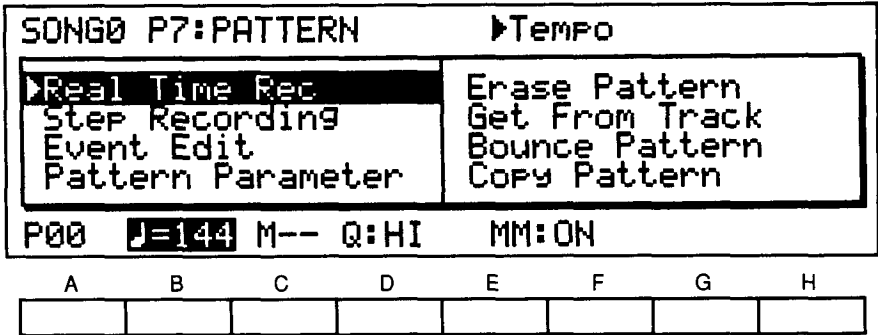 SONG0 P7:PATTERN ▶Tempo
▶Real Time Rec
Step Recording
Event Edit
Pattern Parameter
Erase Pattern
Get From Track
Bounce Pattern
Copy Pattern
P00 ♩=144 M-- Q:HI MM:ON
A B C D E F G H